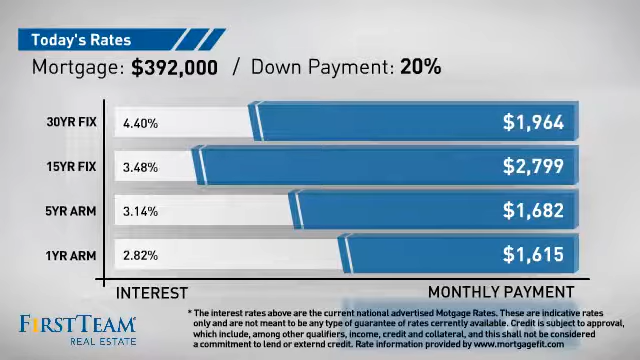 Today's Rates
Mortgage: $392,000 / Down Payment: 20%
30YR FIX 4.40% $1,964
15YR FIX 3.48% $2,799
5YR ARM 3.14% $1,682
1YR ARM 2.82% $1,615
INTEREST MONTHLY PAYMENT
FIRSTTEAM®
REAL ESTATE
* The interest rates above are the current national advertised Motgage Rates. These are indicative rates
only and are not meant to be any type of guarantee of rates cerrently available. Credit is subject to approval,
which include, among other qualifiers, income, credit and collateral, and this shall not be considered
a commitment to lend or externd credit. Rate information provided by www.mortgagefit.com